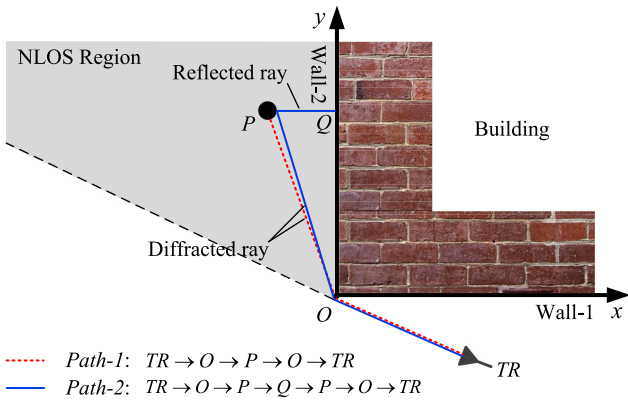 y
NLOS Region
Wall-2
Reflected ray
P
Q
Building
Diffracted ray
O
Wall-1
x
TR
Path-1: TR → O → P → O → TR
Path-2: TR → O → P → Q → P → O → TR